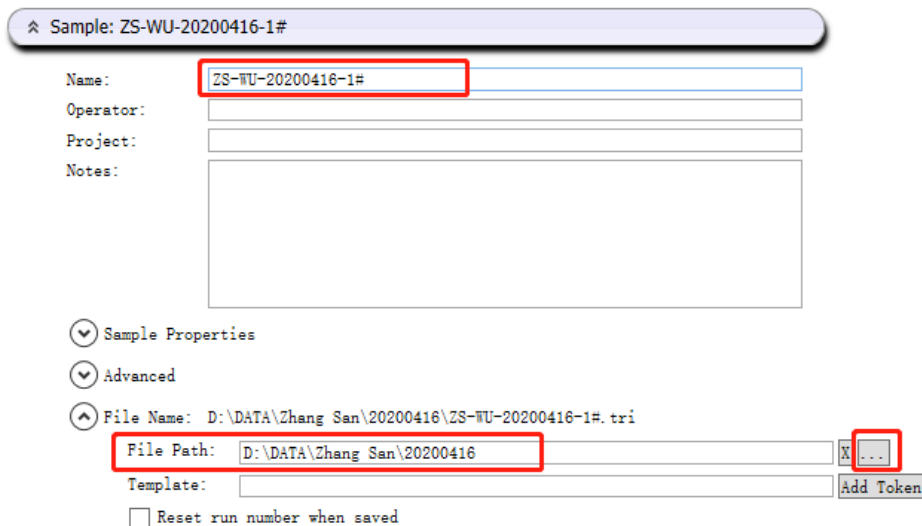 Sample: ZS-WU-20200416-1#
Name: ZS-WU-20200416-1#
Operator:
Project:
Notes:
Sample Properties
Advanced
File Name: D:\DATA\Zhang San\20200416\ZS-WU-20200416-1#.tri
File Path: D:\DATA\Zhang San\20200416 X ...
Template: Add Token
Reset run number when saved